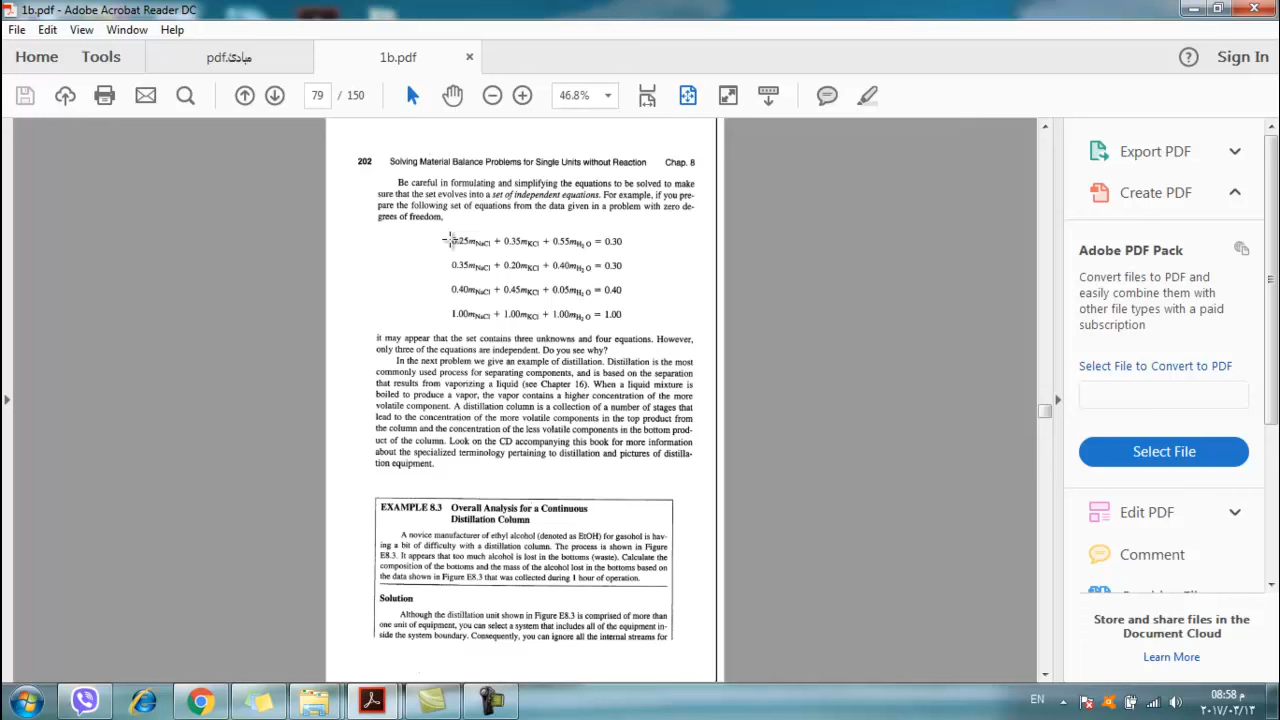 1b.pdf - Adobe Acrobat Reader DC
File Edit View Window Help
Home Tools مبادئ.pdf 1b.pdf × ? Sign In
79 / 150 46.8%
202 Solving Material Balance Problems for Single Units without Reaction Chap. 8
Be careful in formulating and simplifying the equations to be solved to make
sure that the set evolves into a set of independent equations. For example, if you pre-
pare the following set of equations from the data given in a problem with zero de-
grees of freedom,
0.25mNaCl + 0.35mKCl + 0.55mH2O = 0.30
0.35mNaCl + 0.20mKCl + 0.40mH2O = 0.30
0.40mNaCl + 0.45mKCl + 0.05mH2O = 0.40
1.00mNaCl + 1.00mKCl + 1.00mH2O = 1.00
it may appear that the set contains three unknowns and four equations. However,
only three of the equations are independent. Do you see why?
In the next problem we give an example of distillation. Distillation is the most
commonly used process for separating components, and is based on the separation
that results from vaporizing a liquid (see Chapter 16). When a liquid mixture is
boiled to produce a vapor, the vapor contains a higher concentration of the more
volatile component. A distillation column is a collection of a number of stages that
lead to the concentration of the more volatile components in the top product from
the column and the concentration of the less volatile components in the bottom prod-
uct of the column. Look on the CD accompanying this book for more information
about the specialized terminology pertaining to distillation and pictures of distilla-
tion equipment.
EXAMPLE 8.3 Overall Analysis for a Continuous
Distillation Column
A novice manufacturer of ethyl alcohol (denoted as EtOH) for gasohol is hav-
ing a bit of difficulty with a distillation column. The process is shown in Figure
E8.3. It appears that too much alcohol is lost in the bottoms (waste). Calculate the
composition of the bottoms and the mass of the alcohol lost in the bottoms based on
the data shown in Figure E8.3 that was collected during 1 hour of operation.
Solution
Although the distillation unit shown in Figure E8.3 is comprised of more than
one unit of equipment, you can select a system that includes all of the equipment in-
side the system boundary. Consequently, you can ignore all the internal streams for
Export PDF
Create PDF
Adobe PDF Pack
Convert files to PDF and
easily combine them with
other file types with a paid
subscription
Select File to Convert to PDF
Select File
Edit PDF
Comment
Store and share files in the
Document Cloud
Learn More
EN
08:58 م
٢٠١٧/٠٣/١٣